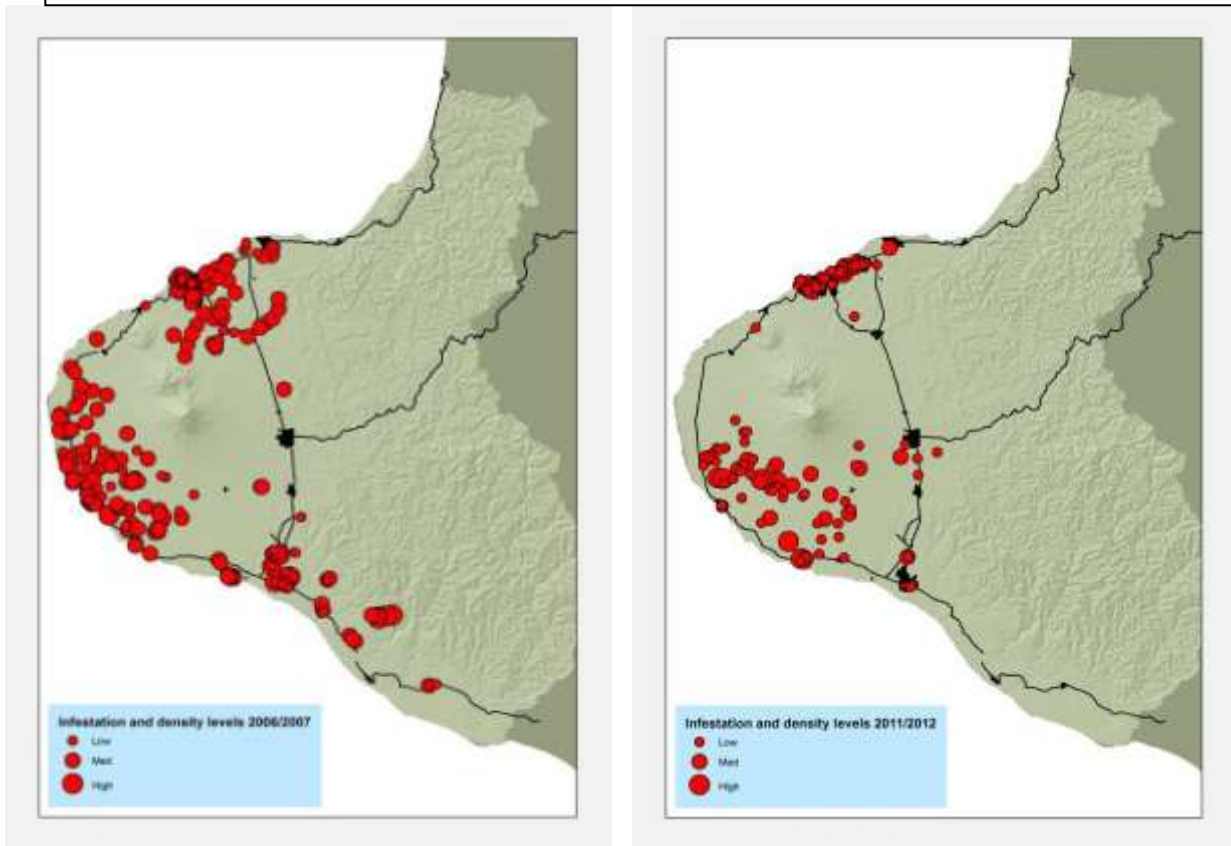 Infestation and density levels 2006/2007
Low
Med
High
Infestation and density levels 2011/2012
Low
Med
High